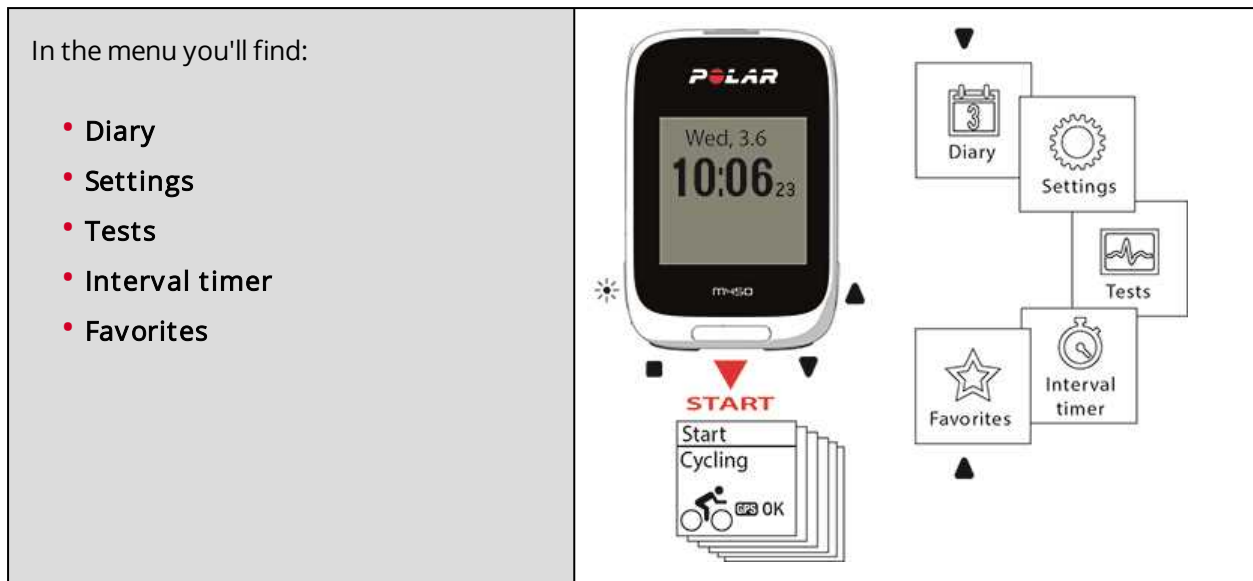 In the menu you'll find:
• Diary
• Settings
• Tests
• Interval timer
• Favorites
POLAR
Wed, 3.6
10:06 23
M450
START
Start
Cycling
GPS OK
3
Diary
Settings
Tests
Interval
timer
Favorites